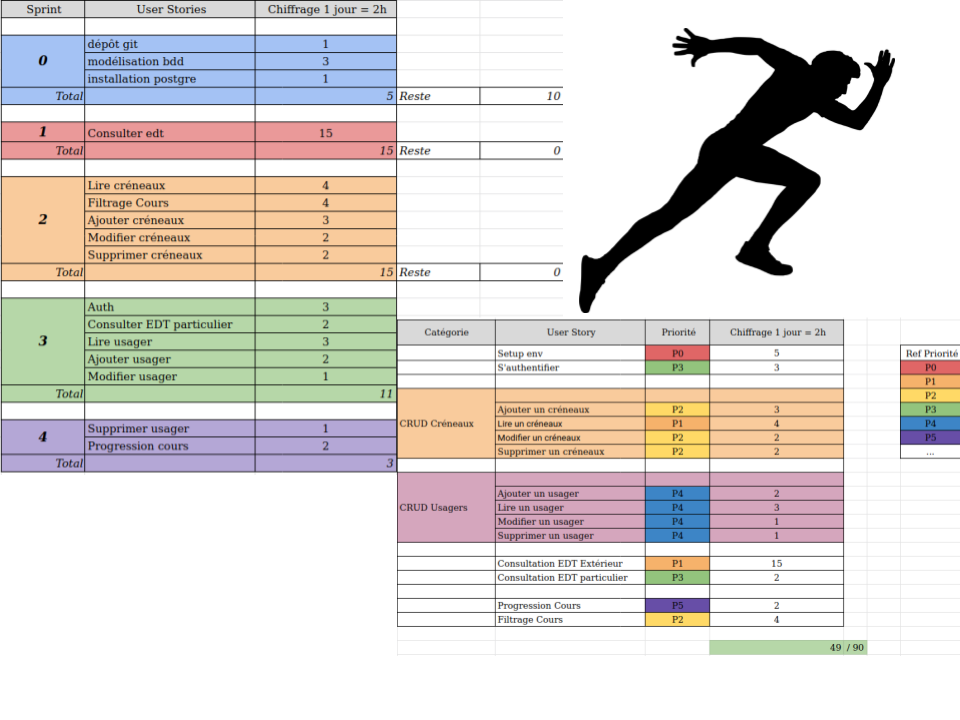 Sprint User Stories Chiffrage 1 jour = 2h
0
dépôt git 1
modélisation bdd 3
installation postgre 1
Total 5 Reste 10
1 Consulter edt 15
Total 15 Reste 0
2
Lire créneaux 4
Filtrage Cours 4
Ajouter créneaux 3
Modifier créneaux 2
Supprimer créneaux 2
Total 15 Reste 0
3
Auth 3
Consulter EDT particulier 2
Lire usager 3
Ajouter usager 2
Modifier usager 1
Total 11
4
Supprimer usager 1
Progression cours 2
Total 3
Catégorie User Story Priorité Chiffrage 1 jour = 2h
Setup env P0 5
S'authentifier P3 3
CRUD Créneaux
Ajouter un créneaux P2 3
Lire un créneaux P1 4
Modifier un créneaux P2 2
Supprimer un créneaux P2 2
CRUD Usagers
Ajouter un usager P4 2
Lire un usager P4 3
Modifier un usager P4 1
Supprimer un usager P4 1
Consultation EDT Extérieur P1 15
Consultation EDT particulier P3 2
Progression Cours P5 2
Filtrage Cours P2 4
49 / 90
Ref Priorité
P0
P1
P2
P3
P4
P5
...